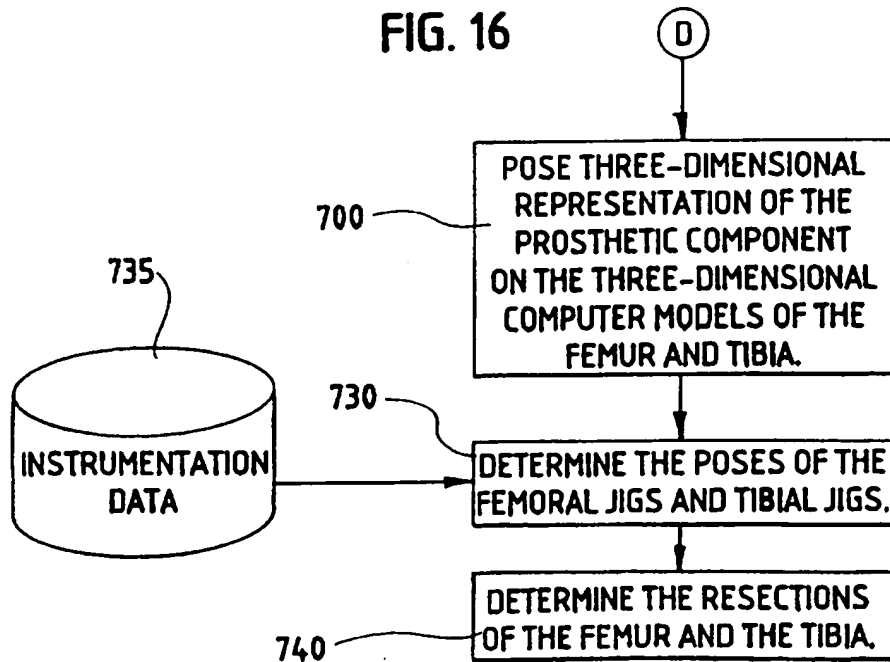 FIG. 16
D
POSE THREE-DIMENSIONAL
REPRESENTATION OF THE
PROSTHETIC COMPONENT
ON THE THREE-DIMENSIONAL
COMPUTER MODELS OF THE
FEMUR AND TIBIA.
700
735
INSTRUMENTATION
DATA
730
DETERMINE THE POSES OF THE
FEMORAL JIGS AND TIBIAL JIGS.
DETERMINE THE RESECTIONS
OF THE FEMUR AND THE TIBIA.
740